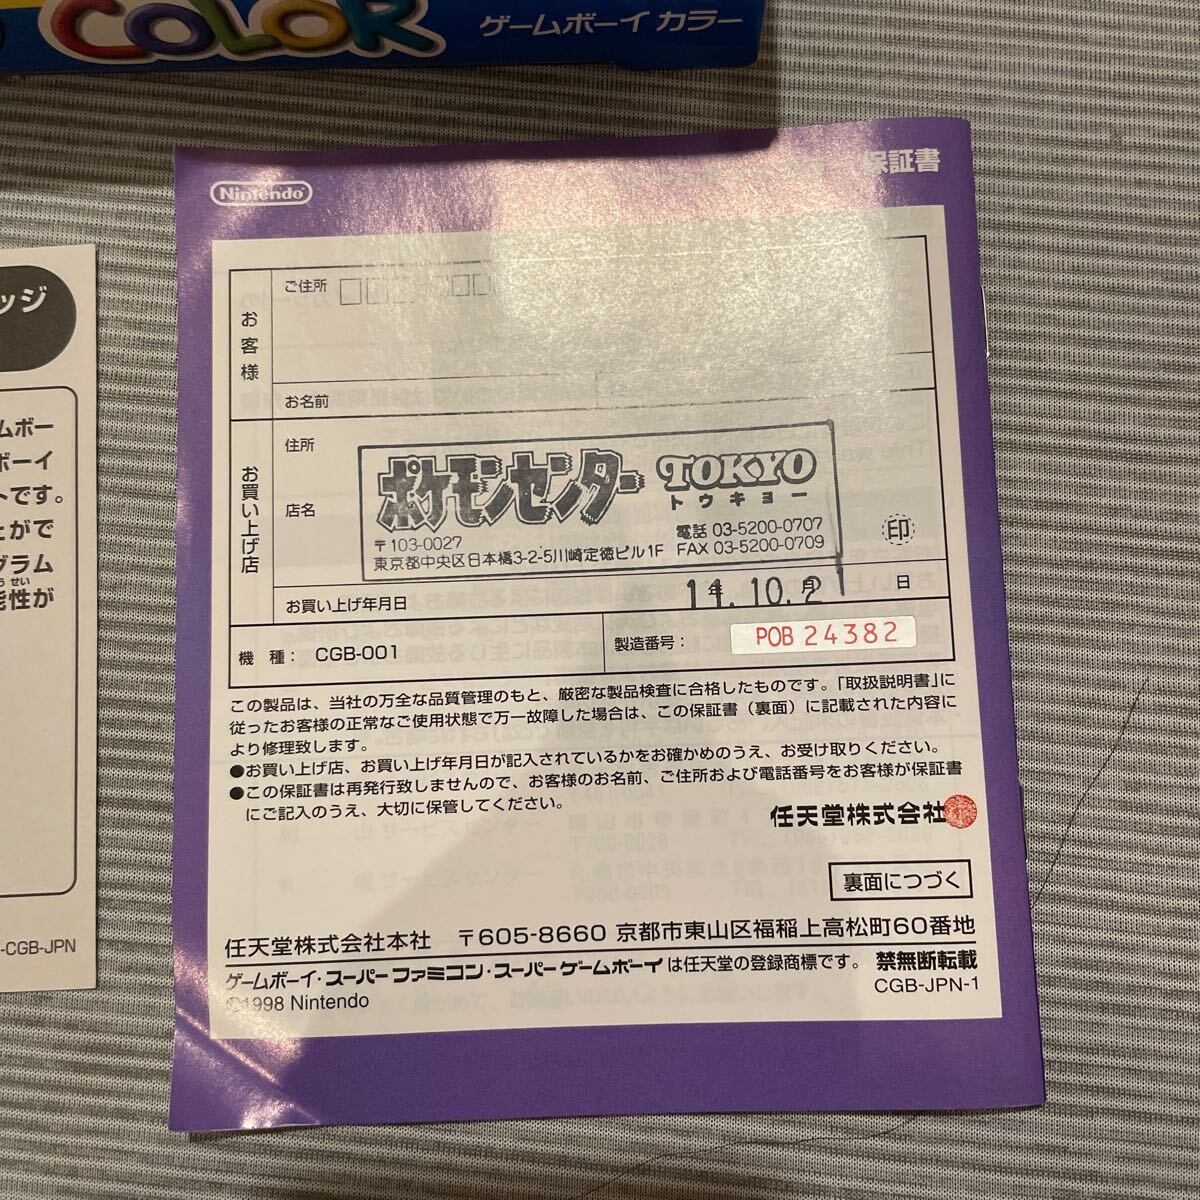 COLOR
ゲームボーイ カラー
ッジ
ムボー
ボーイ
トです。
とがで
グラム
うせい
能性が
-CGB-JPN
Nintendo
保証書
お客様
ご住所
お名前
お買い上げ店
住所
店名
ポケモンセンター TOKYO
トウキョー
〒103-0027
東京都中央区日本橋3-2-5川崎定徳ビル1F
電話 03-5200-0707
FAX 03-5200-0709
印
お買い上げ年月日
11.10.21
年 月 日
機 種： CGB-001
製造番号： POB 24382
この製品は、当社の万全な品質管理のもと、厳密な製品検査に合格したものです。「取扱説明書」に
従ったお客様の正常なご使用状態で万一故障した場合は、この保証書（裏面）に記載された内容に
より修理致します。
●お買い上げ店、お買い上げ年月日が記入されているかをお確かめのうえ、お受け取りください。
●この保証書は再発行致しませんので、お客様のお名前、ご住所および電話番号をお客様が保証書
にご記入のうえ、大切に保管してください。
任天堂株式会社
裏面につづく
任天堂株式会社本社 〒605-8660 京都市東山区福稲上高松町60番地
ゲームボーイ・スーパーファミコン・スーパーゲームボーイは任天堂の登録商標です。 禁無断転載
©1998 Nintendo
CGB-JPN-1